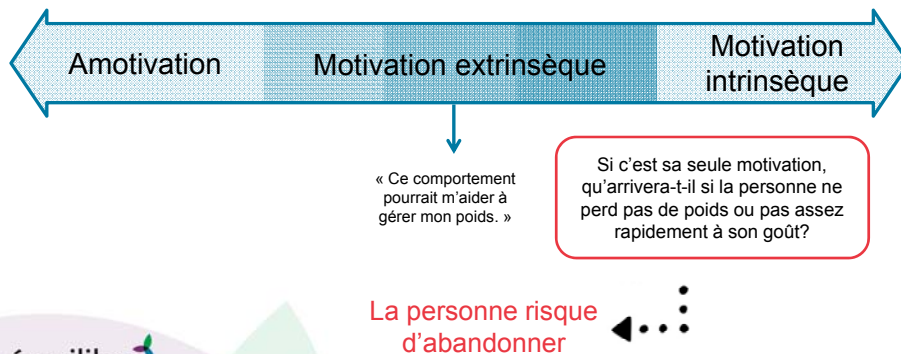 Amotivation
Motivation extrinsèque
Motivation
intrinsèque
« Ce comportement
pourrait m’aider à
gérer mon poids. »
Si c’est sa seule motivation,
qu’arrivera-t-il si la personne ne
perd pas de poids ou pas assez
rapidement à son goût?
La personne risque
d’abandonner